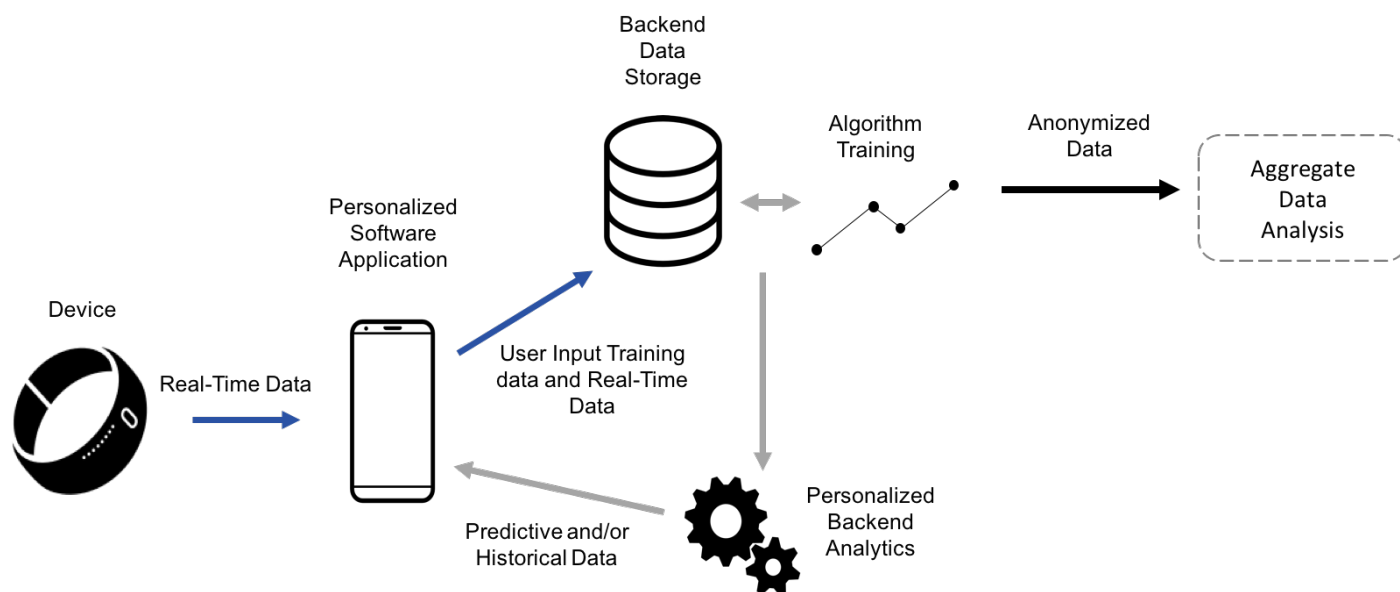 Backend
Data
Storage
Algorithm
Training
Anonymized
Data
Aggregate
Data
Analysis
Personalized
Software
Application
Device
Real-Time Data
User Input Training
data and Real-Time
Data
Predictive and/or
Historical Data
Personalized
Backend
Analytics